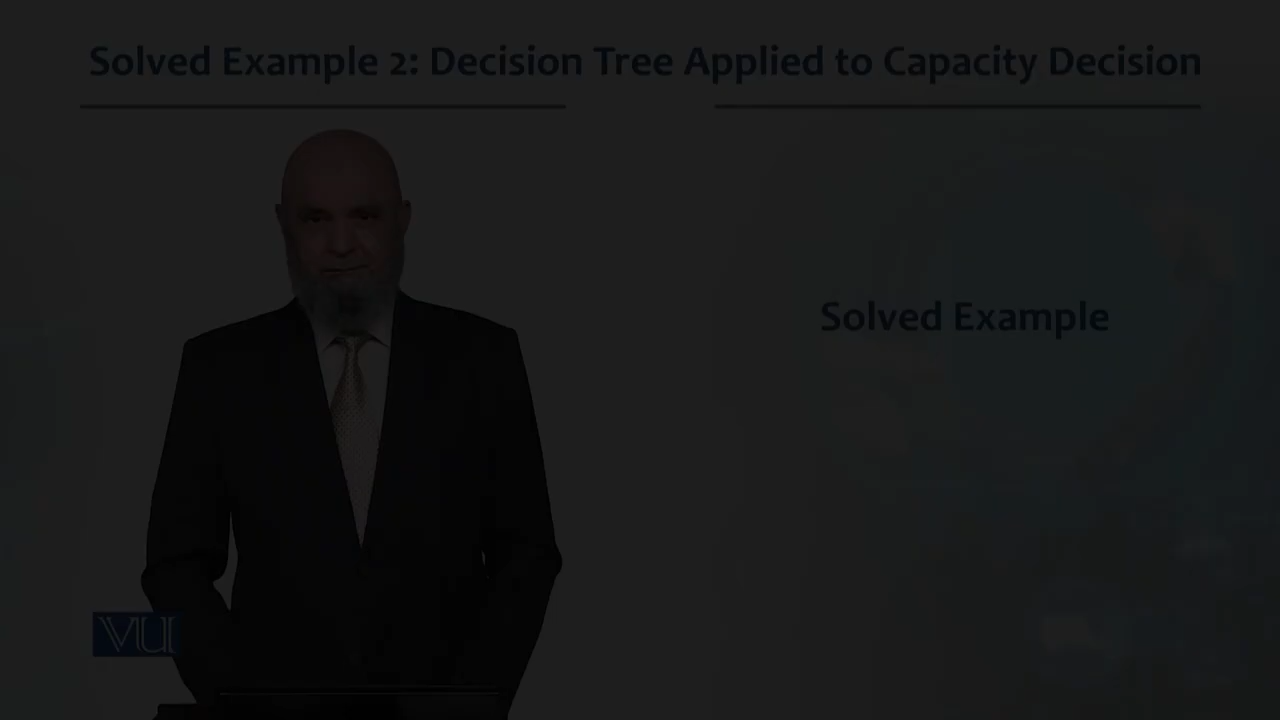 Solved Example 2: Decision Tree Applied to Capacity Decision
Solved Example
VU